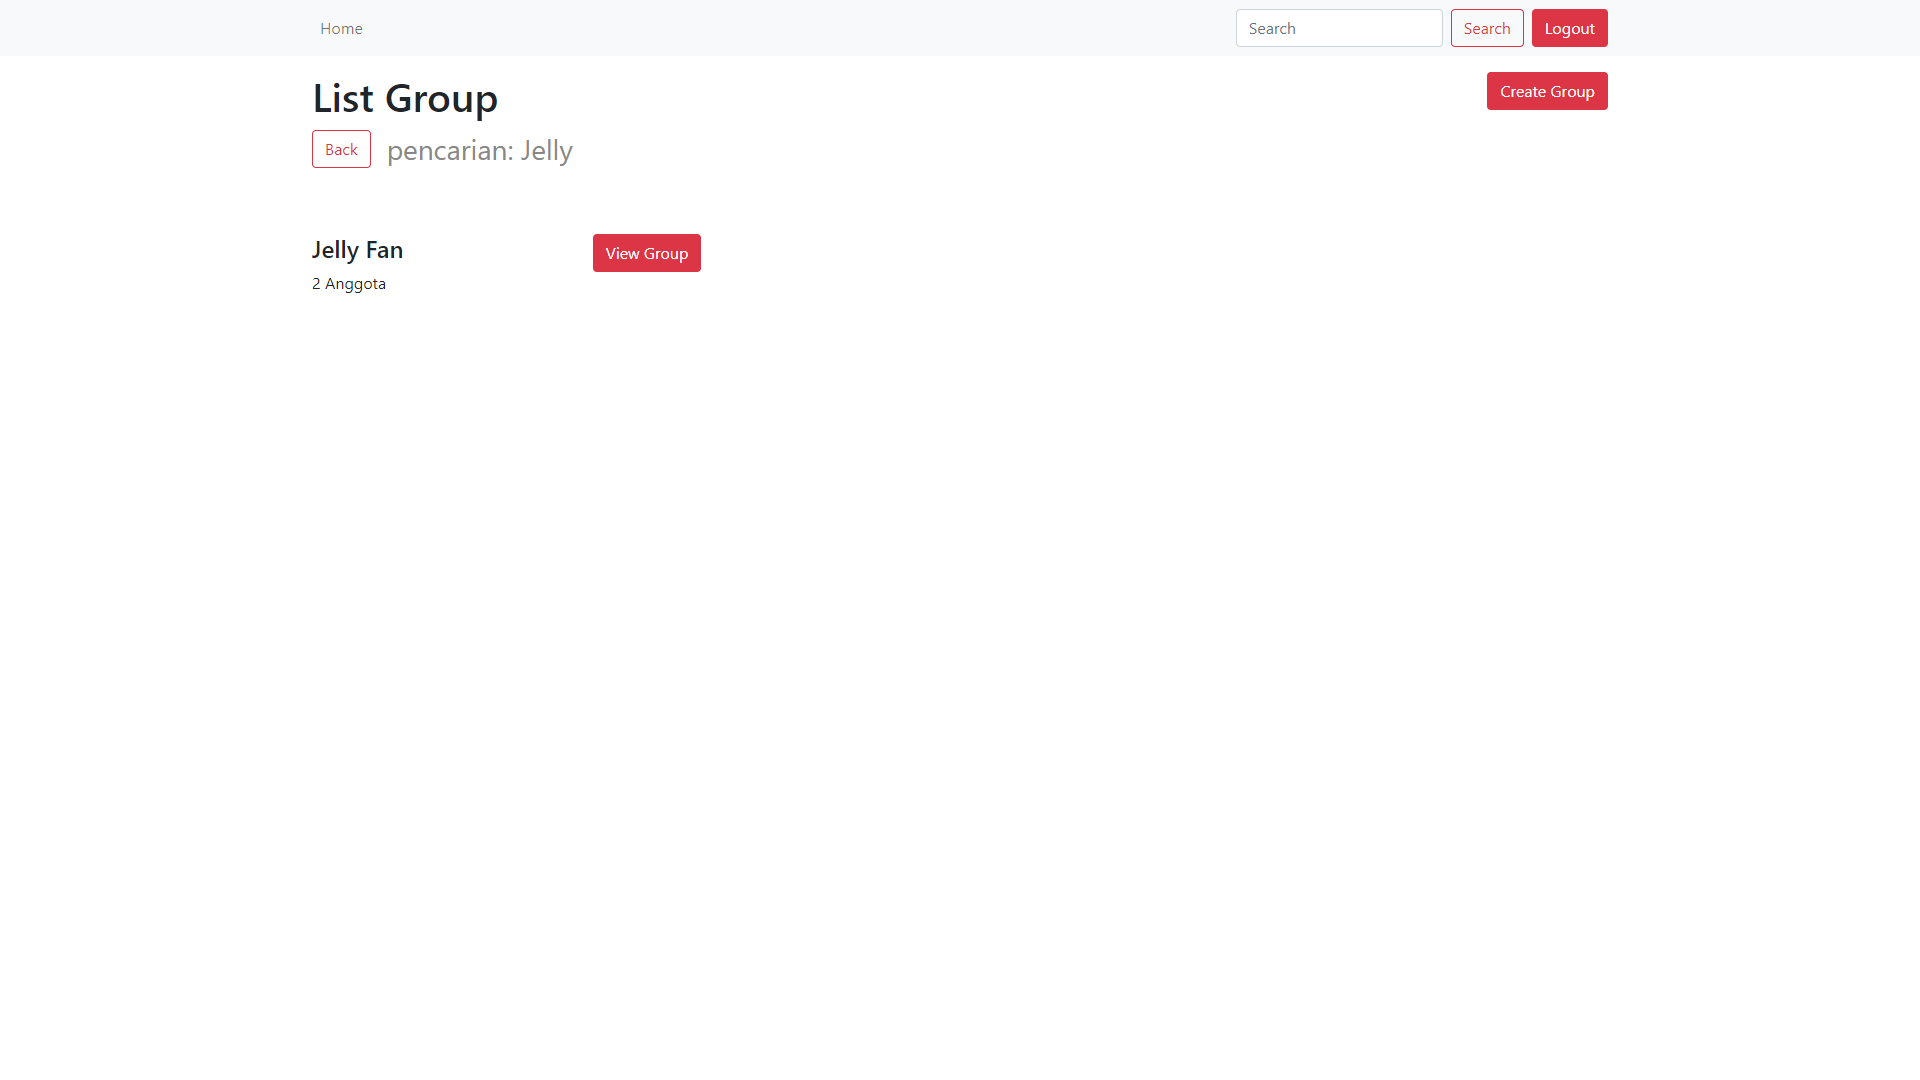 Home
Search
Search
Logout
List Group
Create Group
Back
pencarian: Jelly
Jelly Fan
View Group
2 Anggota